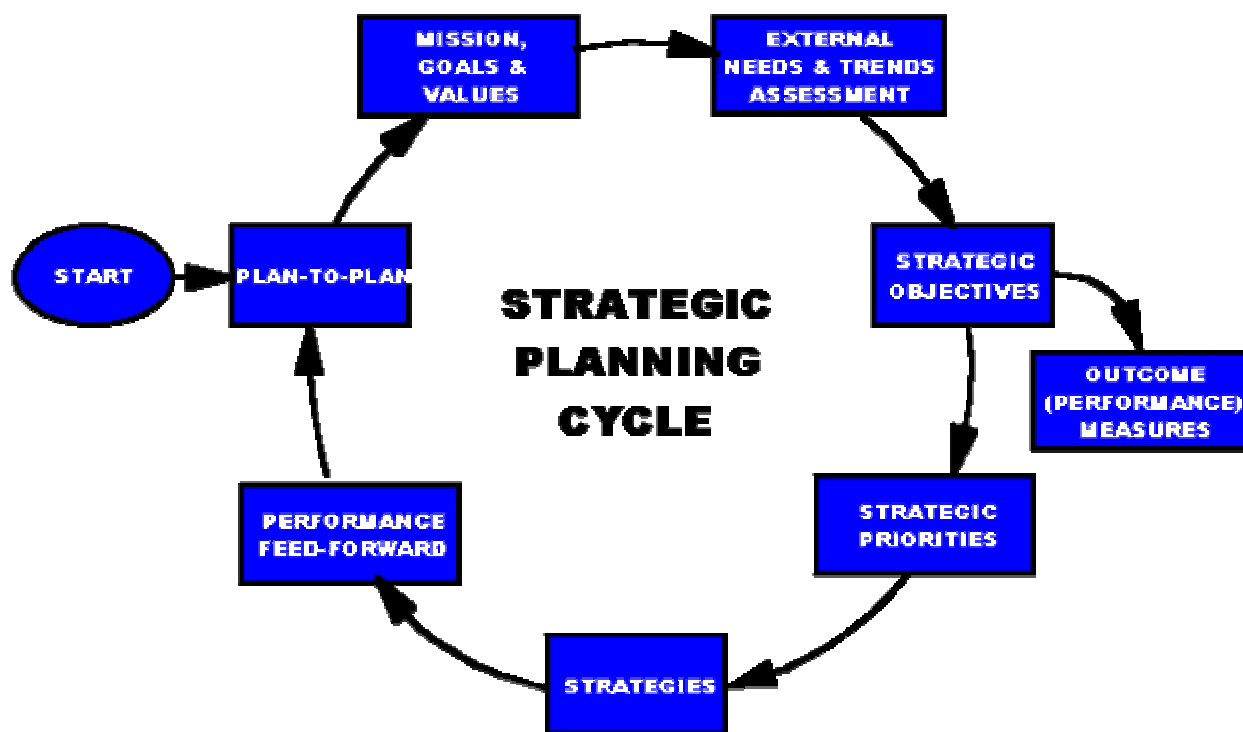 MISSION,
GOALS &
VALUES
EXTERNAL
NEEDS & TRENDS
ASSESSMENT
START
PLAN-TO-PLAN
STRATEGIC
PLANNING
CYCLE
STRATEGIC
OBJECTIVES
OUTCOME
(PERFORMANCE)
MEASURES
PERFORMANCE
FEED-FORWARD
STRATEGIC
PRIORITIES
STRATEGIES